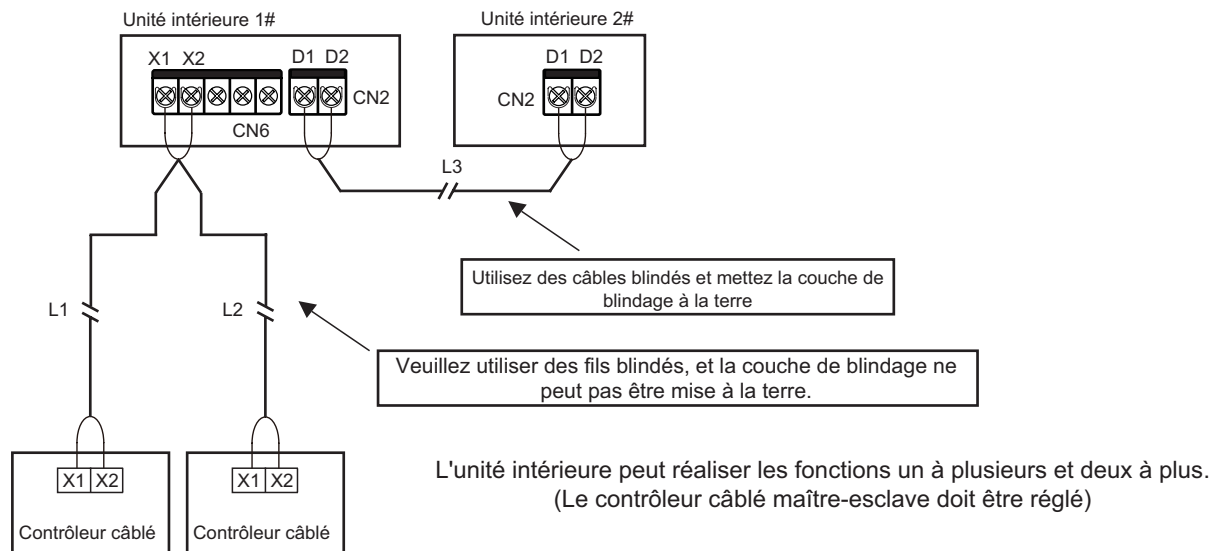 Unité intérieure 1#
Unité intérieure 2#
X1 X2
D1 D2
D1 D2
CN2
CN2
CN6
L3
Utilisez des câbles blindés et mettez la couche de
blindage à la terre
L1
L2
Veuillez utiliser des fils blindés, et la couche de blindage ne
peut pas être mise à la terre.
X1 X2
X1 X2
L'unité intérieure peut réaliser les fonctions un à plusieurs et deux à plus.
(Le contrôleur câblé maître-esclave doit être réglé)
Contrôleur câblé
Contrôleur câblé